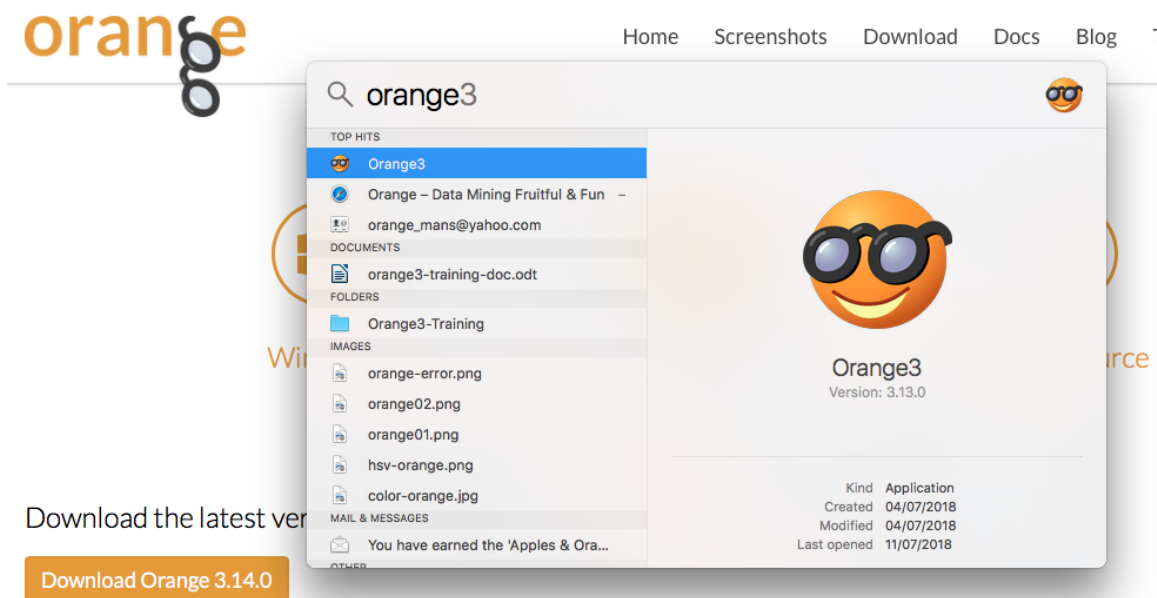 orange
Home Screenshots Download Docs Blog
orange3
TOP HITS
Orange3
Orange – Data Mining Fruitful & Fun –
orange_mans@yahoo.com
DOCUMENTS
orange3-training-doc.odt
FOLDERS
Orange3-Training
IMAGES
orange-error.png
orange02.png
orange01.png
hsv-orange.png
color-orange.jpg
MAIL & MESSAGES
You have earned the 'Apples & Ora...
OTHER
Orange3
Version: 3.13.0
Kind Application
Created 04/07/2018
Modified 04/07/2018
Last opened 11/07/2018
Download the latest ver
Download Orange 3.14.0